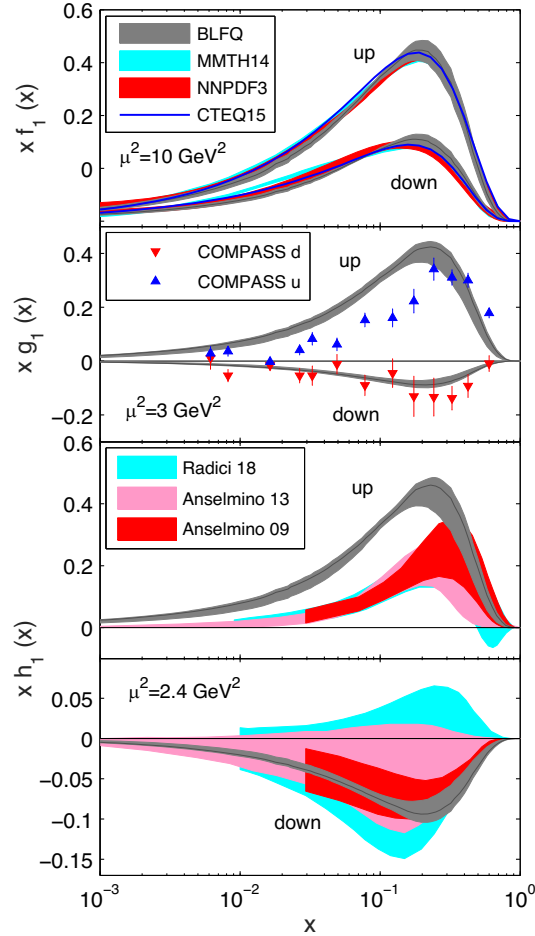 BLFQ
MMTH14
NNPDF3
CTEQ15
up
down
μ²=10 GeV²
x f₁ (x)
0.6
0.4
0.2
0
COMPASS d
COMPASS u
up
down
μ²=3 GeV²
x g₁ (x)
0.4
0.2
0
−0.2
Radici 18
Anselmino 13
Anselmino 09
up
0.6
0.4
0.2
0
x h₁ (x)
μ²=2.4 GeV²
down
0.05
0
−0.05
−0.1
−0.15
10⁻³ 10⁻² 10⁻¹ 10⁰
x